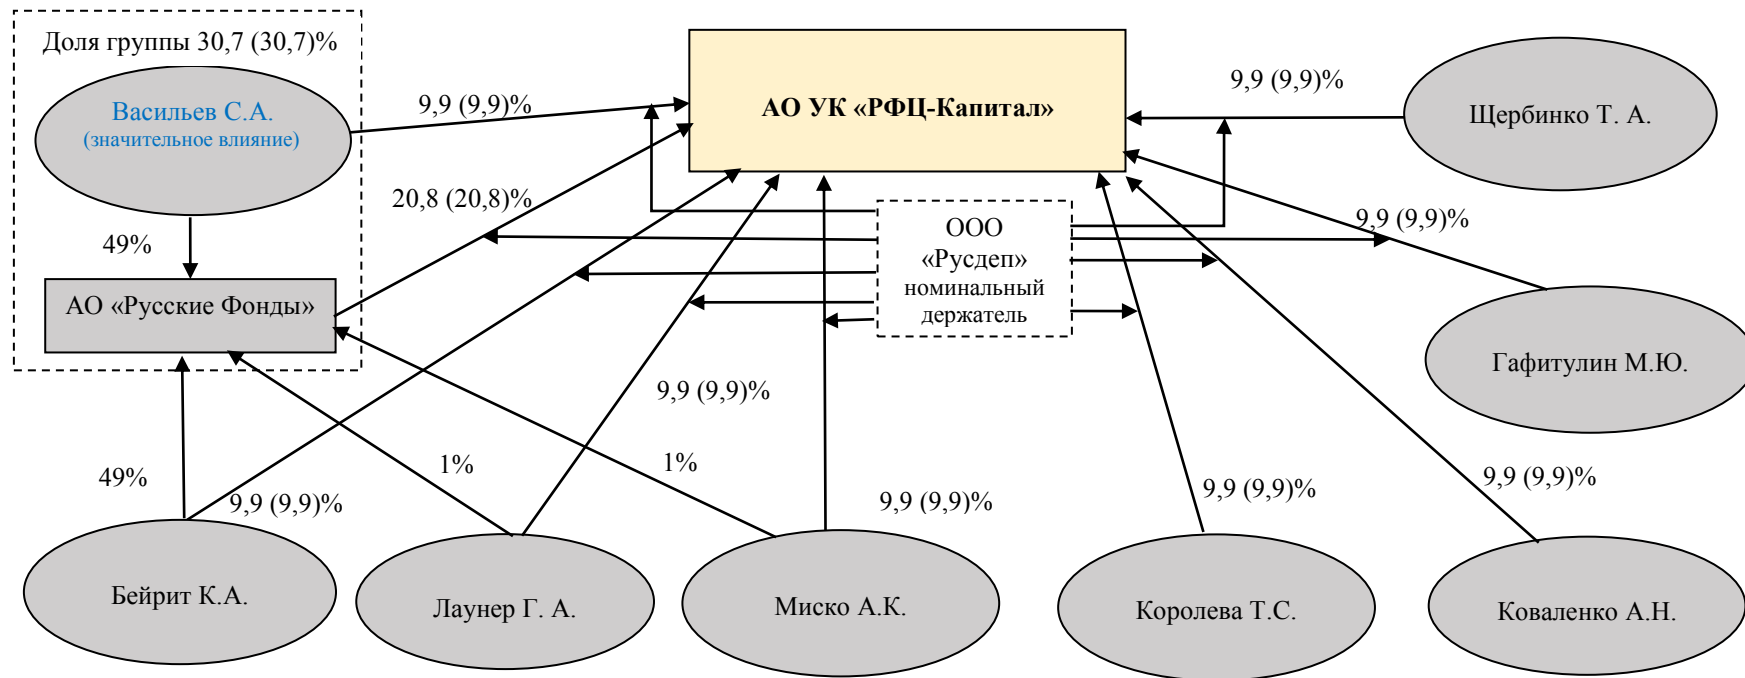 Доля группы 30,7 (30,7)%
Васильев С.А.
(значительное влияние)
9,9 (9,9)%
АО УК «РФЦ-Капитал»
9,9 (9,9)%
Щербинко Т. А.
20,8 (20,8)%
49%
ООО
«Русдеп»
номинальный
держатель
9,9 (9,9)%
АО «Русские Фонды»
Гафитулин М.Ю.
9,9 (9,9)%
49%
1%
1%
9,9 (9,9)%
9,9 (9,9)%
9,9 (9,9)%
9,9 (9,9)%
Бейрит К.А.
Лаунер Г. А.
Миско А.К.
Королева Т.С.
Коваленко А.Н.